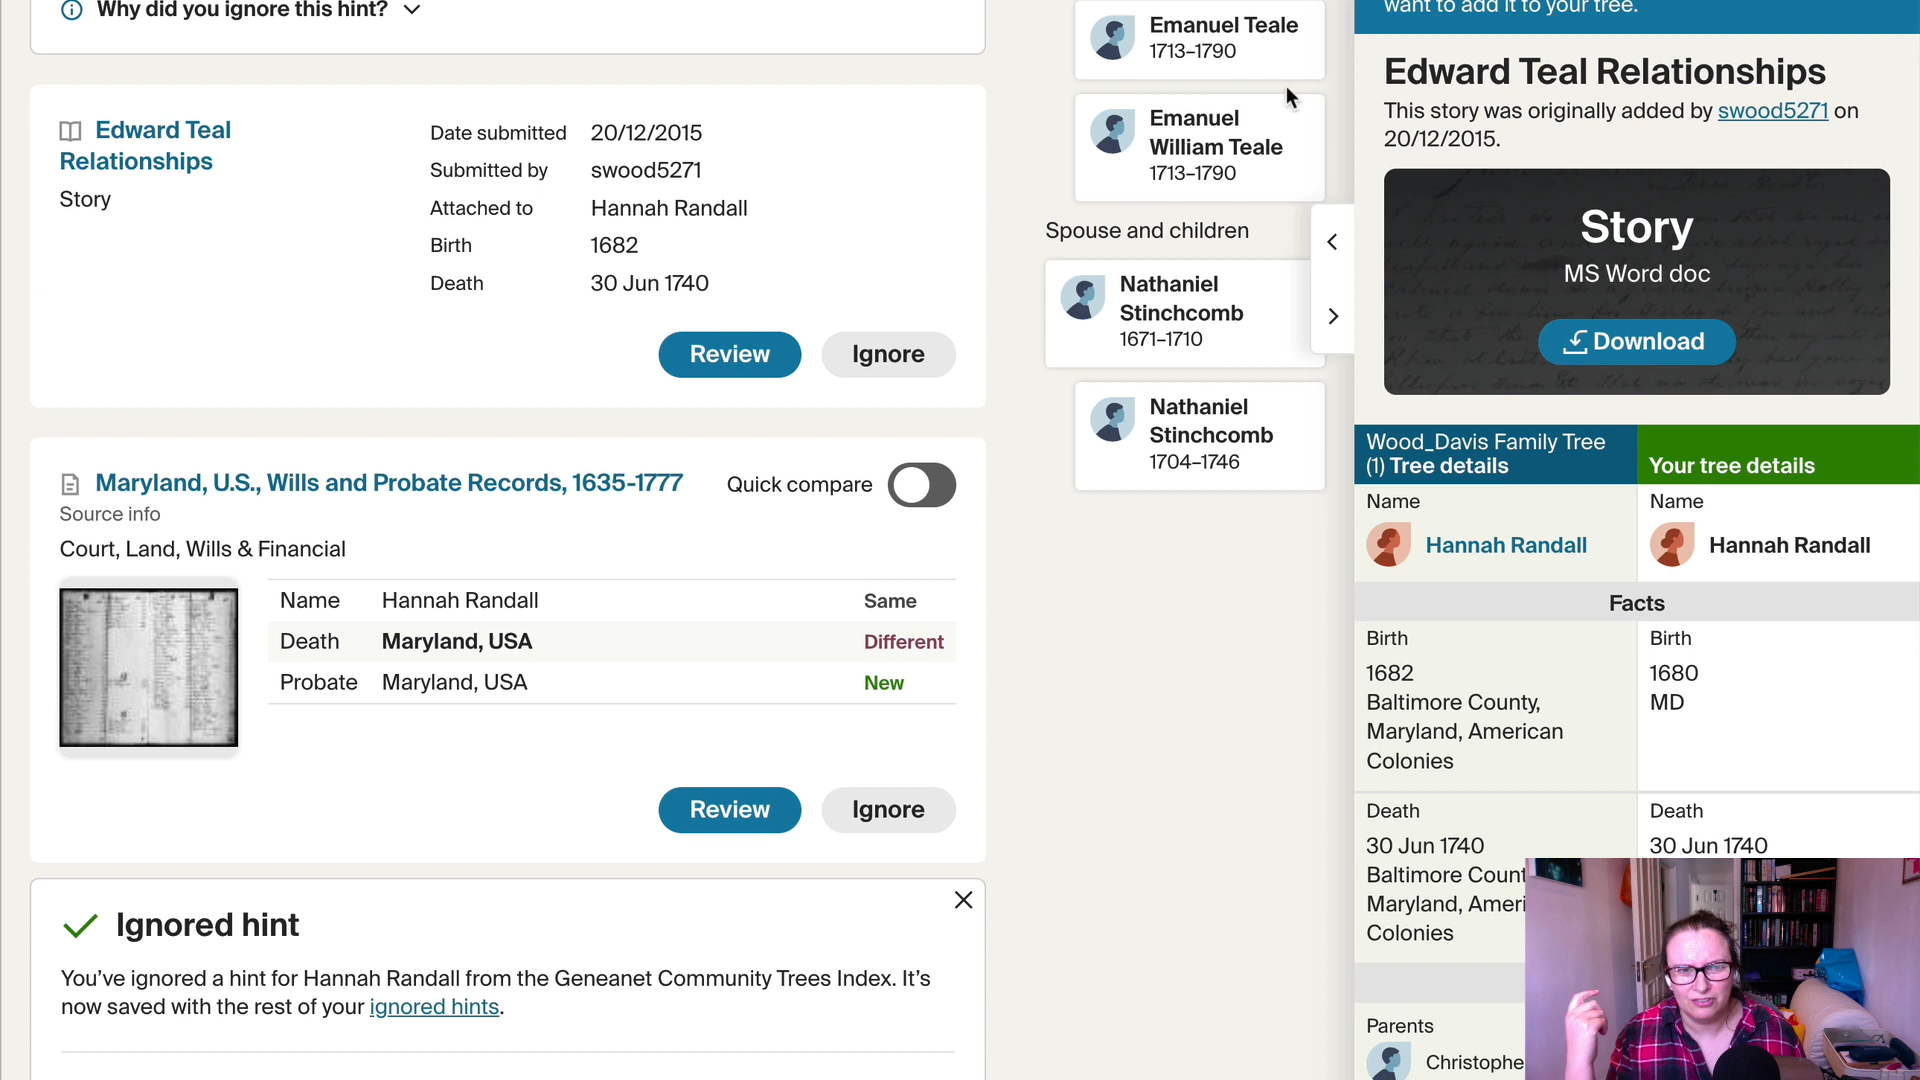 Why did you ignore this hint?
Edward Teal
Relationships
Story
Date submitted 20/12/2015
Submitted by swood5271
Attached to Hannah Randall
Birth 1682
Death 30 Jun 1740
Review Ignore
Maryland, U.S., Wills and Probate Records, 1635-1777
Quick compare
Source info
Court, Land, Wills & Financial
Name Hannah Randall Same
Death Maryland, USA Different
Probate Maryland, USA New
Review Ignore
Ignored hint
You've ignored a hint for Hannah Randall from the Geneanet Community Trees Index. It's
now saved with the rest of your ignored hints.
Emanuel Teale
1713–1790
Emanuel
William Teale
1713–1790
Spouse and children
Nathaniel
Stinchcomb
1671–1710
Nathaniel
Stinchcomb
1704–1746
want to add it to your tree.
Edward Teal Relationships
This story was originally added by swood5271 on
20/12/2015.
Story
MS Word doc
Download
Wood_Davis Family Tree
(1) Tree details
Your tree details
Name
Hannah Randall
Name
Hannah Randall
Facts
Birth
1682
Baltimore County,
Maryland, American
Colonies
Birth
1680
MD
Death
30 Jun 1740
Baltimore Count
Maryland, Ameri
Colonies
Death
30 Jun 1740
Parents
Christophe